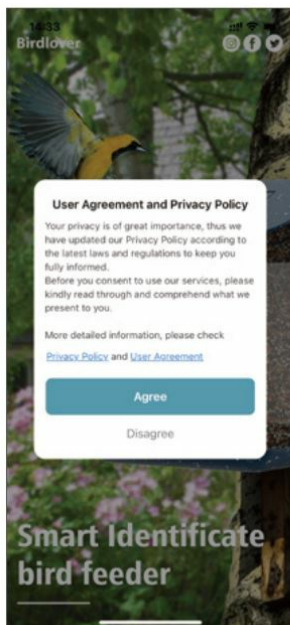 14:33
Birdlover
User Agreement and Privacy Policy
Your privacy is of great importance, thus we
have updated our Privacy Policy according to
the latest laws and regulations to keep you
fully informed.
Before you consent to use our services, please
kindly read through and comprehend what we
present to you.
More detailed information, please check
Privacy Policy and User Agreement
Agree
Disagree
Smart Identificate
bird feeder